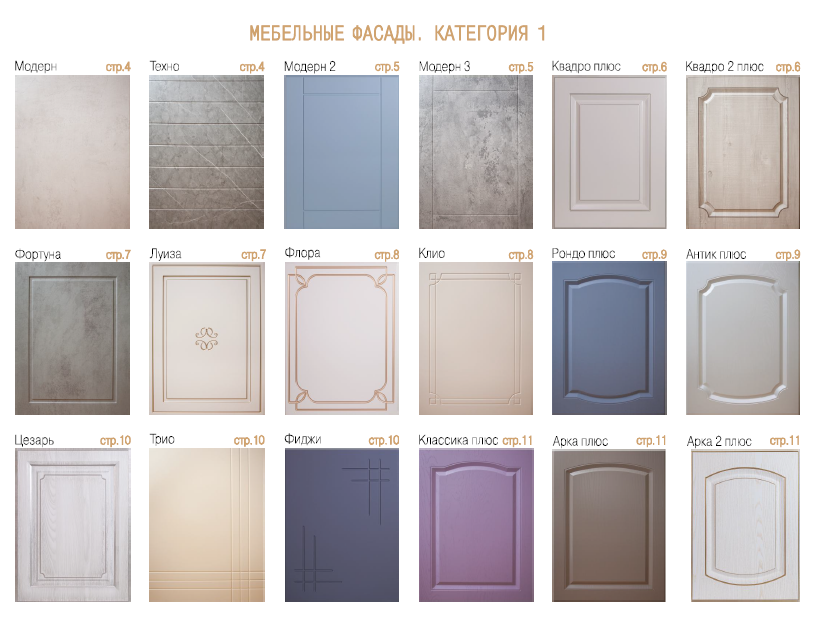 МЕБЕЛЬНЫЕ ФАСАДЫ. КАТЕГОРИЯ 1
Модерн стр.4 Техно стр.4 Модерн 2 стр.5 Модерн 3 стр.5 Квадро плюс стр.6 Квадро 2 плюс стр.6
Фортуна стр.7 Луиза стр.7 Флора стр.8 Клио стр.8 Рондо плюс стр.9 Антик плюс стр.9
Цезарь стр.10 Трио стр.10 Фиджи стр.10 Классика плюс стр.11 Арка плюс стр.11 Арка 2 плюс стр.11